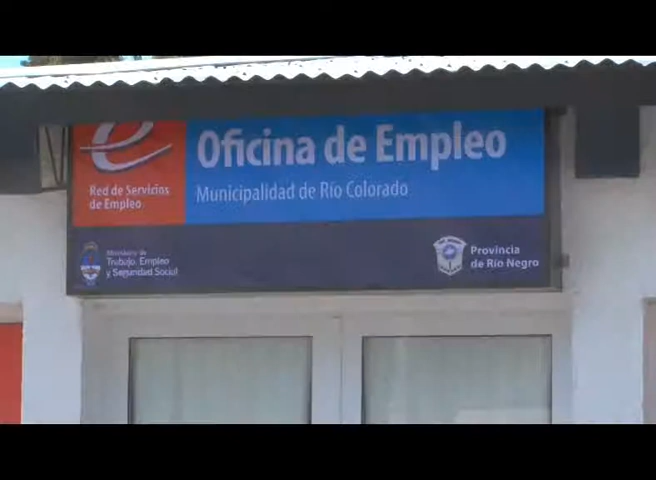 e
Red de Servicios
de Empleo
Oficina de Empleo
Municipalidad de Río Colorado
Ministerio de
Trabajo, Empleo
y Seguridad Social
Provincia
de Río Negro